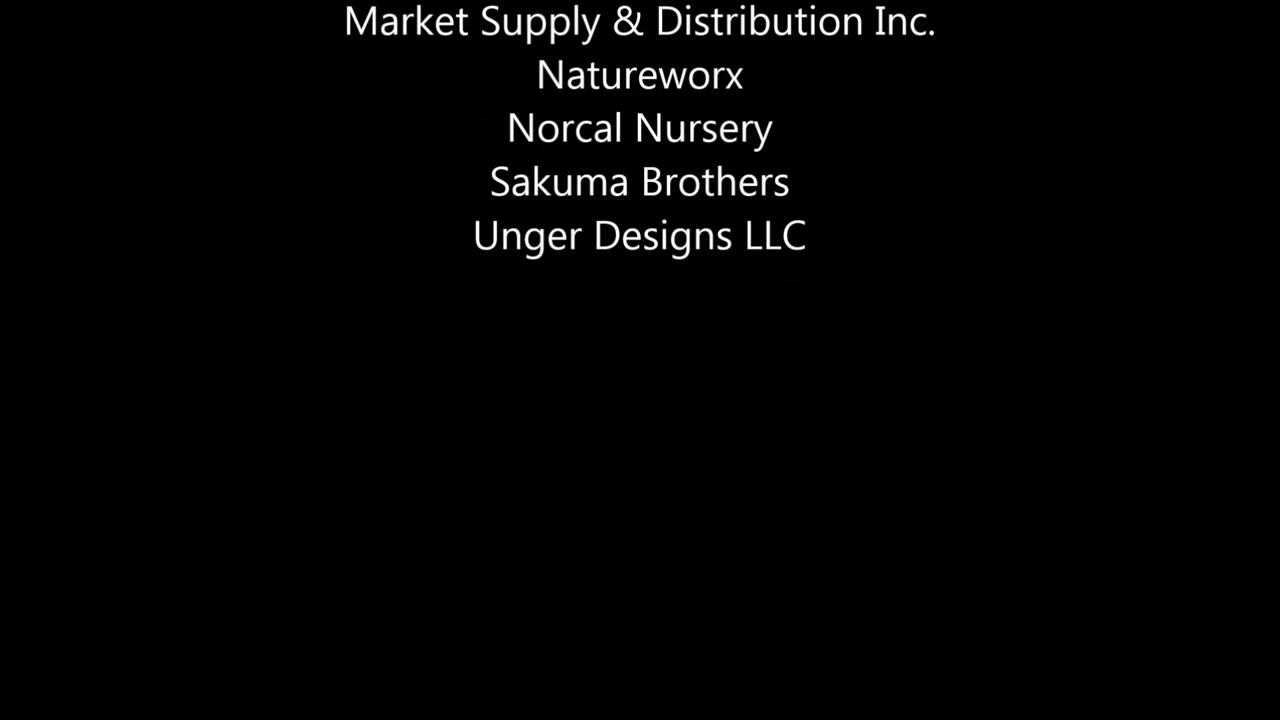 Market Supply & Distribution Inc.
Natureworx
Norcal Nursery
Sakuma Brothers
Unger Designs LLC